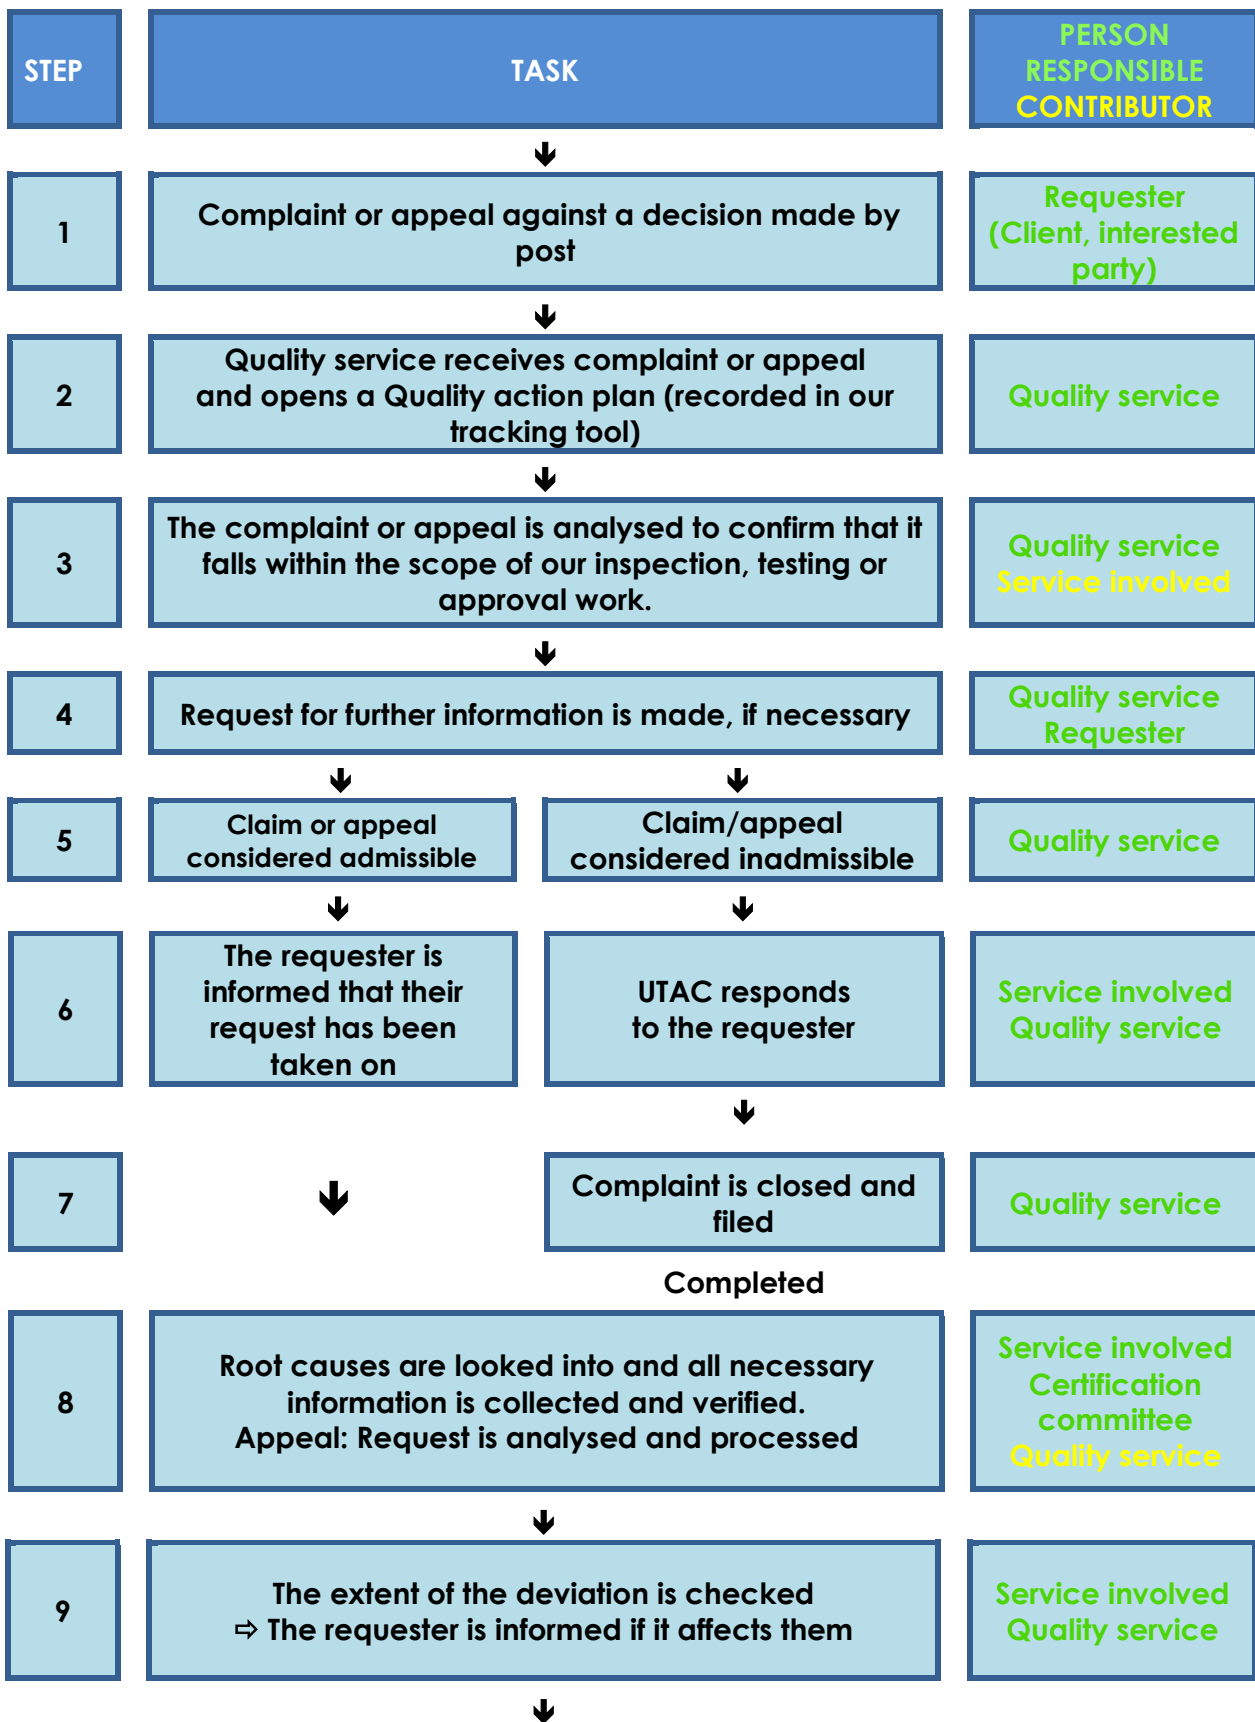 STEP
TASK
PERSON
RESPONSIBLE
CONTRIBUTOR
1
Complaint or appeal against a decision made by
post
Requester
(Client, interested
party)
2
Quality service receives complaint or appeal
and opens a Quality action plan (recorded in our
tracking tool)
Quality service
3
The complaint or appeal is analysed to confirm that it
falls within the scope of our inspection, testing or
approval work.
Quality service
Service involved
4
Request for further information is made, if necessary
Quality service
Requester
5
Claim or appeal
considered admissible
Claim/appeal
considered inadmissible
Quality service
6
The requester is
informed that their
request has been
taken on
UTAC responds
to the requester
Service involved
Quality service
7
Complaint is closed and
filed
Quality service
Completed
8
Root causes are looked into and all necessary
information is collected and verified.
Appeal: Request is analysed and processed
Service involved
Certification
committee
Quality service
9
The extent of the deviation is checked
⇨ The requester is informed if it affects them
Service involved
Quality service